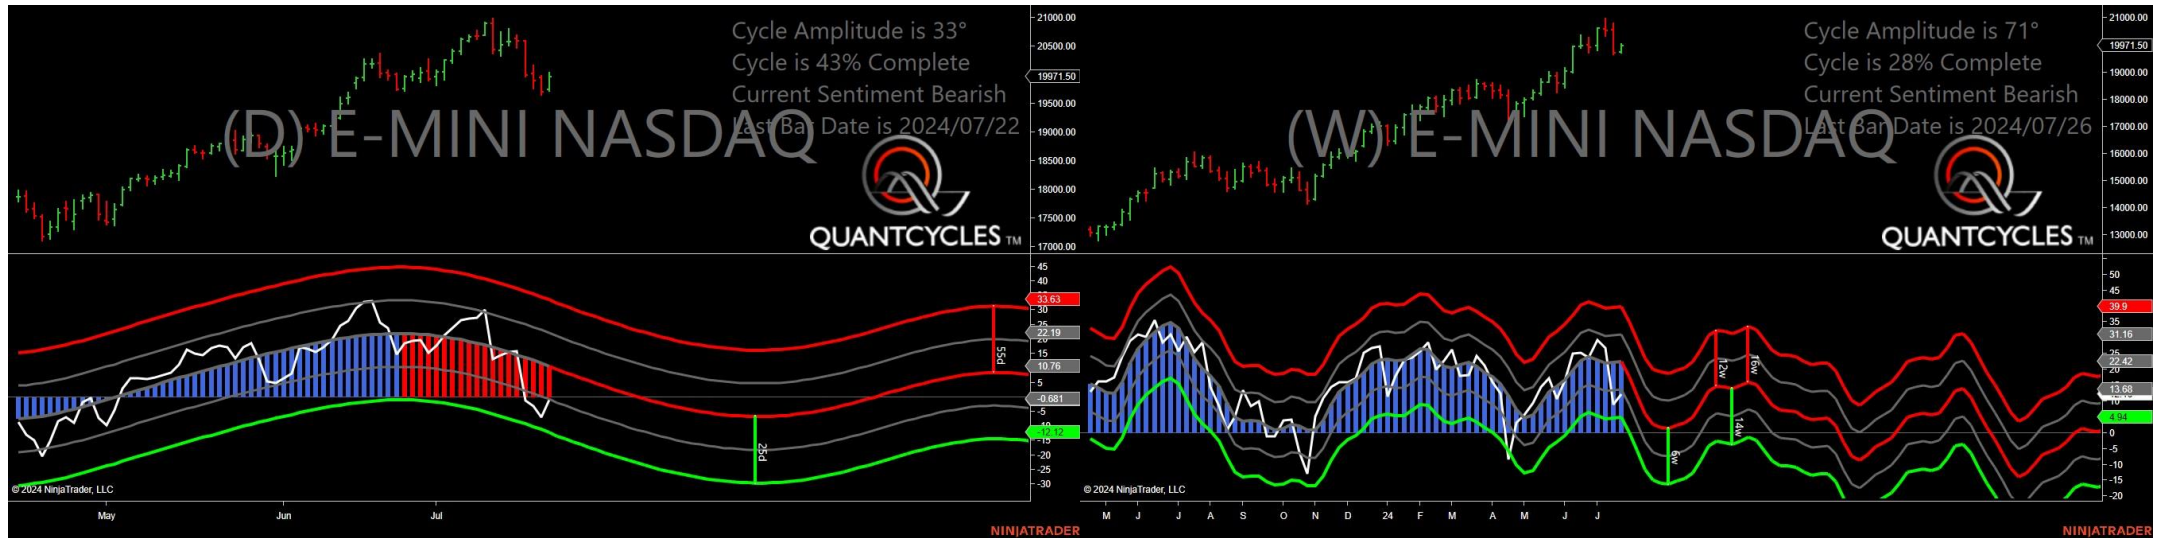 Cycle Amplitude is 33°
Cycle is 43% Complete
Current Sentiment Bearish
Last Bar Date is 2024/07/22
(D) E-MINI NASDAQ
QUANTCYCLES TM
21000.00
20500.00
19971.50
19500.00
19000.00
18500.00
18000.00
17500.00
17000.00
45
40
33.63
30
25
22.19
20
15
10.76
5
-0.681
-5
-12.12
-15
-20
-25
-30
55d
25d
© 2024 NinjaTrader, LLC
May
Jun
Jul
NINJATRADER
Cycle Amplitude is 71°
Cycle is 28% Complete
Current Sentiment Bearish
Last Bar Date is 2024/07/26
(W) E-MINI NASDAQ
QUANTCYCLES TM
21000.00
19971.50
19000.00
18000.00
17000.00
16000.00
15000.00
14000.00
13000.00
50
45
39.9
35
31.16
25
22.42
20
15
13.68
10
4.94
0
-5
-10
-15
-20
12w
16w
14w
6w
© 2024 NinjaTrader, LLC
M J J A S O N D 24 F M A M J J
NINJATRADER